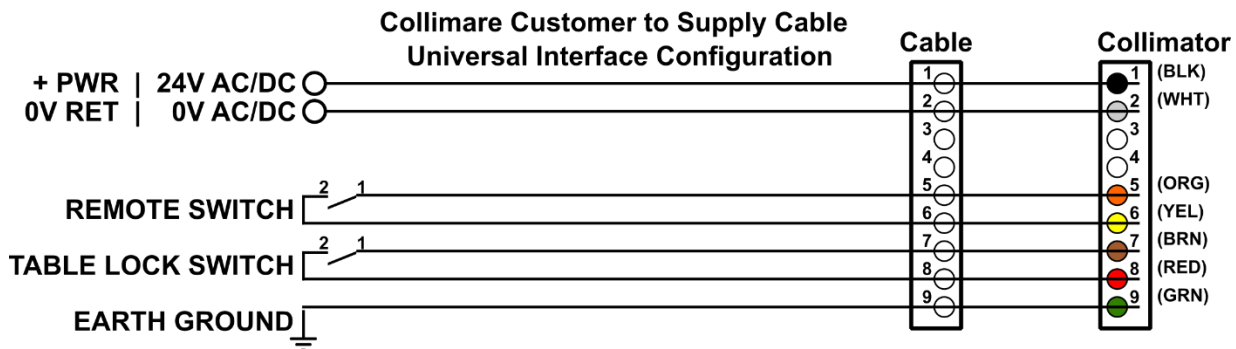 Collimare Customer to Supply Cable
Universal Interface Configuration
Cable
Collimator
+ PWR | 24V AC/DC
0V RET | 0V AC/DC
1
2
3
4
5
6
7
8
9
1 (BLK)
2 (WHT)
3
4
5 (ORG)
6 (YEL)
7 (BRN)
8 (RED)
9 (GRN)
2 1
REMOTE SWITCH
2 1
TABLE LOCK SWITCH
EARTH GROUND